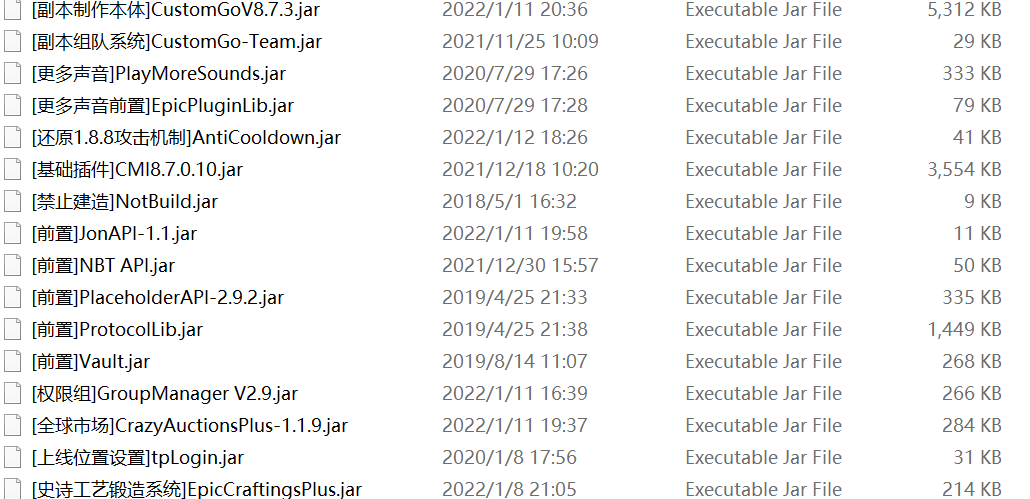 [副本制作本体]CustomGoV8.7.3.jar 2022/1/11 20:36 Executable Jar File 5,312 KB
[副本组队系统]CustomGo-Team.jar 2021/11/25 10:09 Executable Jar File 29 KB
[更多声音]PlayMoreSounds.jar 2020/7/29 17:26 Executable Jar File 333 KB
[更多声音前置]EpicPluginLib.jar 2020/7/29 17:28 Executable Jar File 79 KB
[还原1.8.8攻击机制]AntiCooldown.jar 2022/1/12 18:26 Executable Jar File 41 KB
[基础插件]CMI8.7.0.10.jar 2021/12/18 10:20 Executable Jar File 3,554 KB
[禁止建造]NotBuild.jar 2018/5/1 16:32 Executable Jar File 9 KB
[前置]JonAPI-1.1.jar 2022/1/11 19:58 Executable Jar File 11 KB
[前置]NBT API.jar 2021/12/30 15:57 Executable Jar File 50 KB
[前置]PlaceholderAPI-2.9.2.jar 2019/4/25 21:33 Executable Jar File 335 KB
[前置]ProtocolLib.jar 2019/4/25 21:38 Executable Jar File 1,449 KB
[前置]Vault.jar 2019/8/14 11:07 Executable Jar File 268 KB
[权限组]GroupManager V2.9.jar 2022/1/11 16:39 Executable Jar File 266 KB
[全球市场]CrazyAuctionsPlus-1.1.9.jar 2022/1/11 19:37 Executable Jar File 284 KB
[上线位置设置]tpLogin.jar 2020/1/8 17:56 Executable Jar File 31 KB
[史诗工艺锻造系统]EpicCraftingsPlus.jar 2022/1/8 21:05 Executable Jar File 214 KB